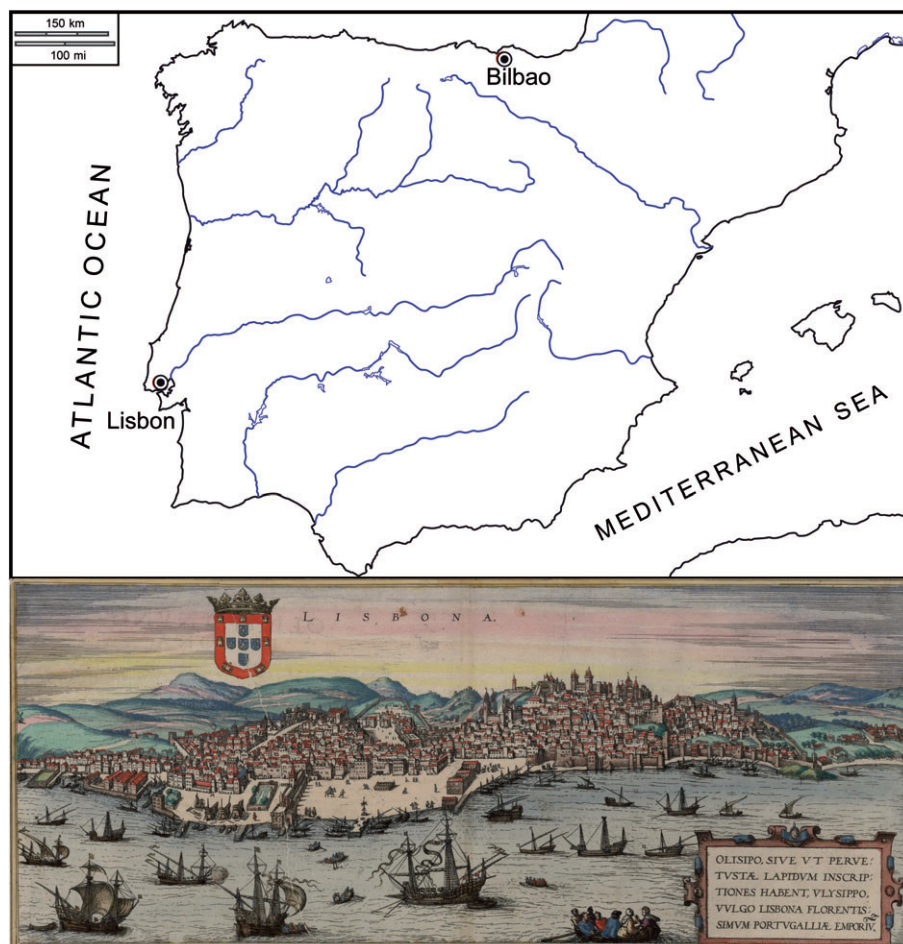 150 km
100 mi
Bilbao
ATLANTIC OCEAN
Lisbon
MEDITERRANEAN SEA
LISBONA.
OLISIPO, SIVE VT PERVE:
TVSTÆ LAPIDVM INSCRIP:
TIONES HABENT, VLYSIPPO,
VVLGO LISBONA FLORENTIS:
SIMVM PORTVGALLIÆ EMPORIV̄.